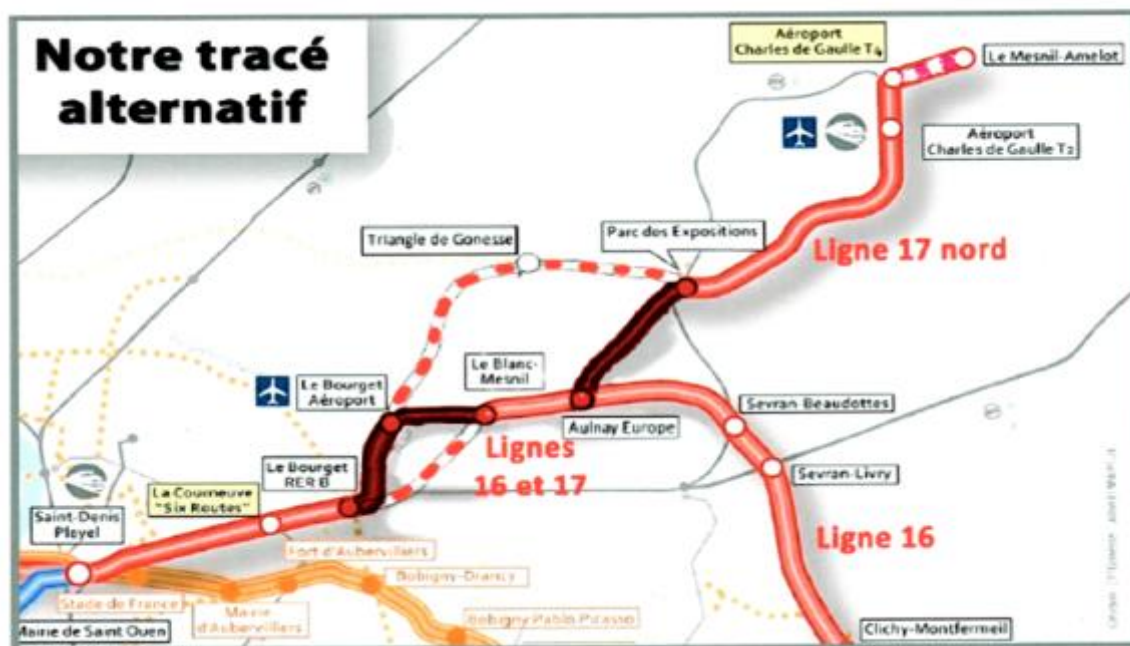 Notre tracé
alternatif
Aéroport
Charles de Gaulle T4
Le Mesnil-Amelot
Aéroport
Charles de Gaulle T2
Triangle de Gonesse
Parc des Expositions
Ligne 17 nord
Le Bourget
Aéroport
Le Blanc-
Mesnil
Aulnay Europe
Sevran Beaudottes
Le Bourget
RER B
Lignes
16 et 17
Sevran-Livry
La Courneuve
"Six Routes"
Saint-Denis
Pleyel
Ligne 16
Fort d'Aubervilliers
Stade de France
Mairie
d'Aubervilliers
Bobigny-Drancy
Bobigny Pablo Picasso
Mairie de Saint Ouen
Clichy-Montfermeil